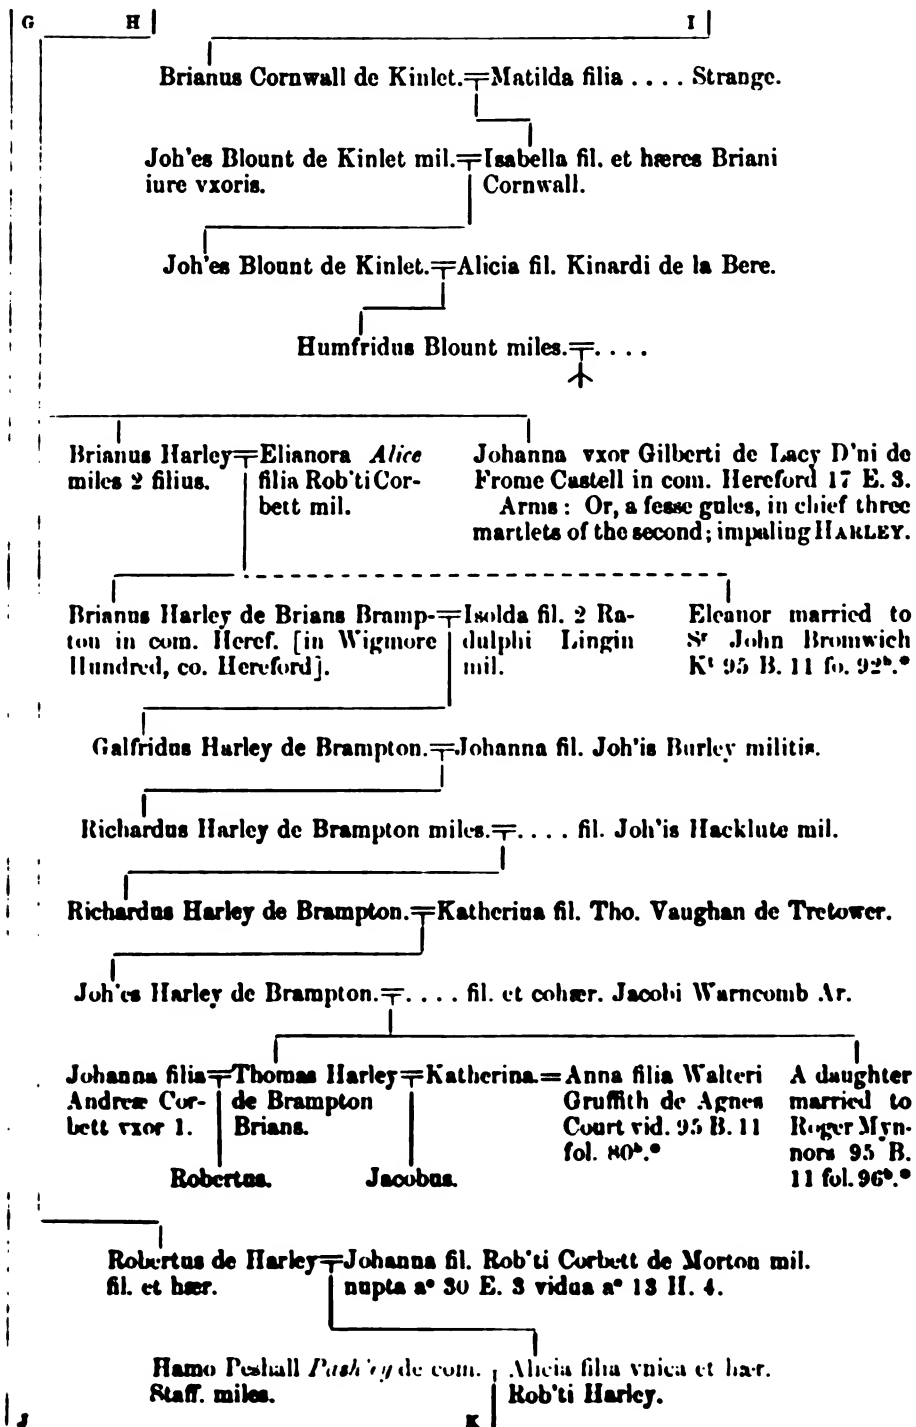 G H I
Brianus Cornwall de Kinlet.=Matilda filia .... Strange.
Joh'es Blount de Kinlet mil.=Isabella fil. et hæres Briani
iure vxoris. Cornwall.
Joh'es Blount de Kinlet.=Alicia fil. Kinardi de la Bere.
Humfridus Blount miles.=....
Brianus Harley=Elianora Alice
miles 2 filius. filia Rob'ti Cor-
bett mil.
Johanna vxor Gilberti de Lacy D'ni de
Frome Castell in com. Hereford 17 E. 3.
Arms: Or, a fesse gules, in chief three
martlets of the second; impaling HARLEY.
Brianus Harley de Brians Bramp-
ton in com. Heref. [in Wigmore
Hundred, co. Hereford].
=Isolda fil. 2 Ra-
dulphi Lingin
mil.
Eleanor married to
Sʳ John Bromwich
Kᵗ 95 B. 11 fo. 92ᵇ.*
Galfridus Harley de Brampton.=Johanna fil. Joh'is Burley militis.
Richardus Harley de Brampton miles.=.... fil. Joh'is Hacklute mil.
Richardus Harley de Brampton.=Katherina fil. Tho. Vaughan de Tretower.
Joh'es Harley de Brampton.=.... fil. et cohær. Jacobi Warncomb Ar.
Johanna filia=
Andreæ Cor-
bett vxor 1.
Thomas Harley
de Brampton
Brians.
=Katherina.=
Anna filia Walteri
Gruffith de Agnes
Court vid. 95 B. 11
fol. 80ᵇ.*
A daughter
married to
Roger Myn-
nors 95 B.
11 fol. 96ᵇ.*
Robertus. Jacobus.
Robertus de Harley=Johanna fil. Rob'ti Corbett de Morton mil.
fil. et hær. nupta aº 30 E. 3 vidua aº 13 H. 4.
Hamo Peshall Pash'ey de com.
Staff. miles.
Alicia filia vnica et hær.
Rob'ti Harley.
J K